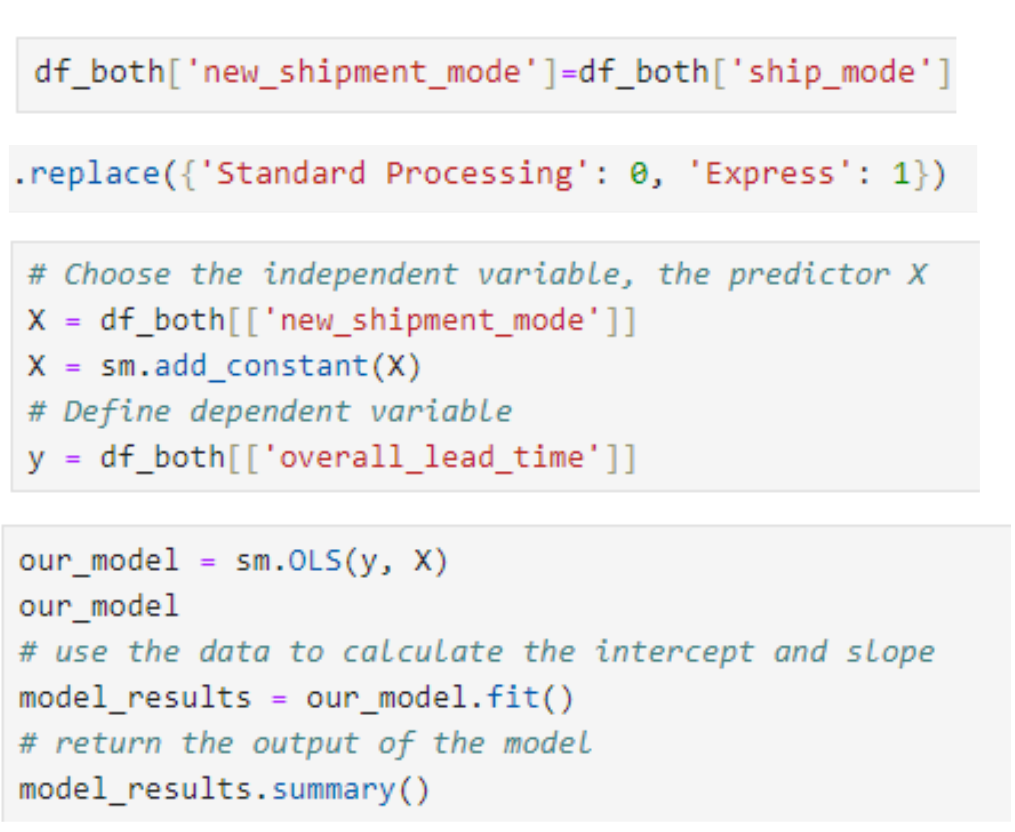 df_both['new_shipment_mode']=df_both['ship_mode']
.replace({'Standard Processing': 0, 'Express': 1})
# Choose the independent variable, the predictor X
X = df_both[['new_shipment_mode']]
X = sm.add_constant(X)
# Define dependent variable
y = df_both[['overall_lead_time']]
our_model = sm.OLS(y, X)
our_model
# use the data to calculate the intercept and slope
model_results = our_model.fit()
# return the output of the model
model_results.summary()